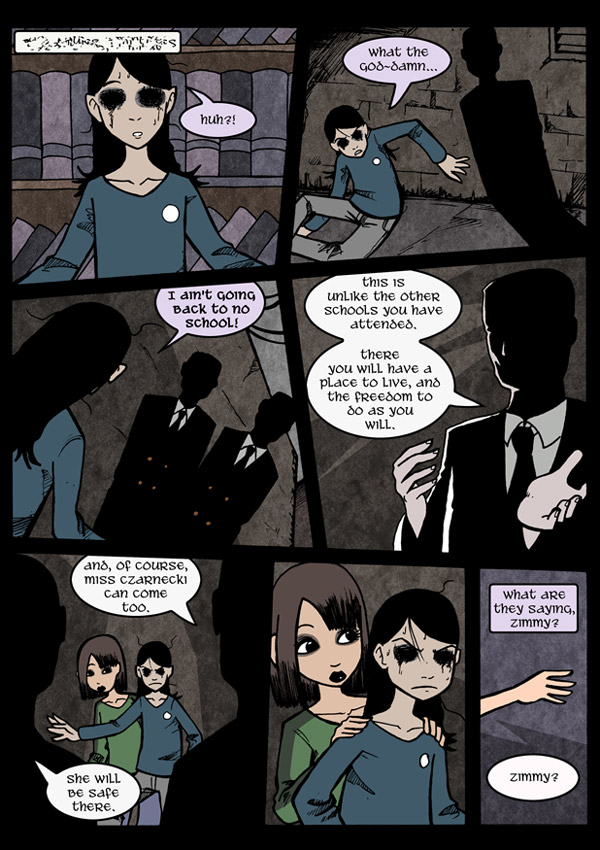 huh?!
what the
god-damn...
I ain't going
back to no
school!
this is
unlike the other
schools you have
attended.
there
you will have a
place to live, and
the freedom to
do as you
will.
and, of course,
miss czarnecki
can come
too.
she will
be safe
there.
what are
they saying,
zimmy?
zimmy?